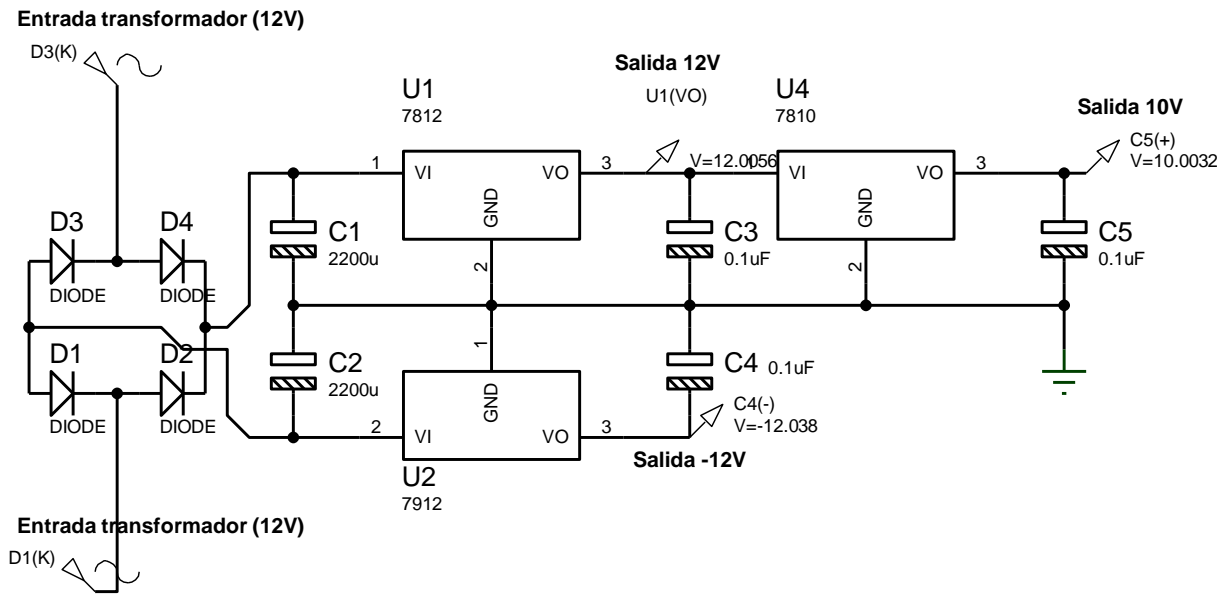 Entrada transformador (12V)
D3(K)
Salida 12V
U1(VO)
U1
7812
U4
7810
Salida 10V
C5(+)
V=10.0032
1
VI
VO
GND
2
3
V=12.0056
1
VI
VO
GND
2
3
D3
DIODE
D4
DIODE
C1
2200u
C3
0.1uF
C5
0.1uF
D1
DIODE
D2
DIODE
C2
2200u
1
GND
2
VI
VO
3
U2
7912
C4
0.1uF
C4(-)
V=-12.038
Salida -12V
Entrada transformador (12V)
D1(K)